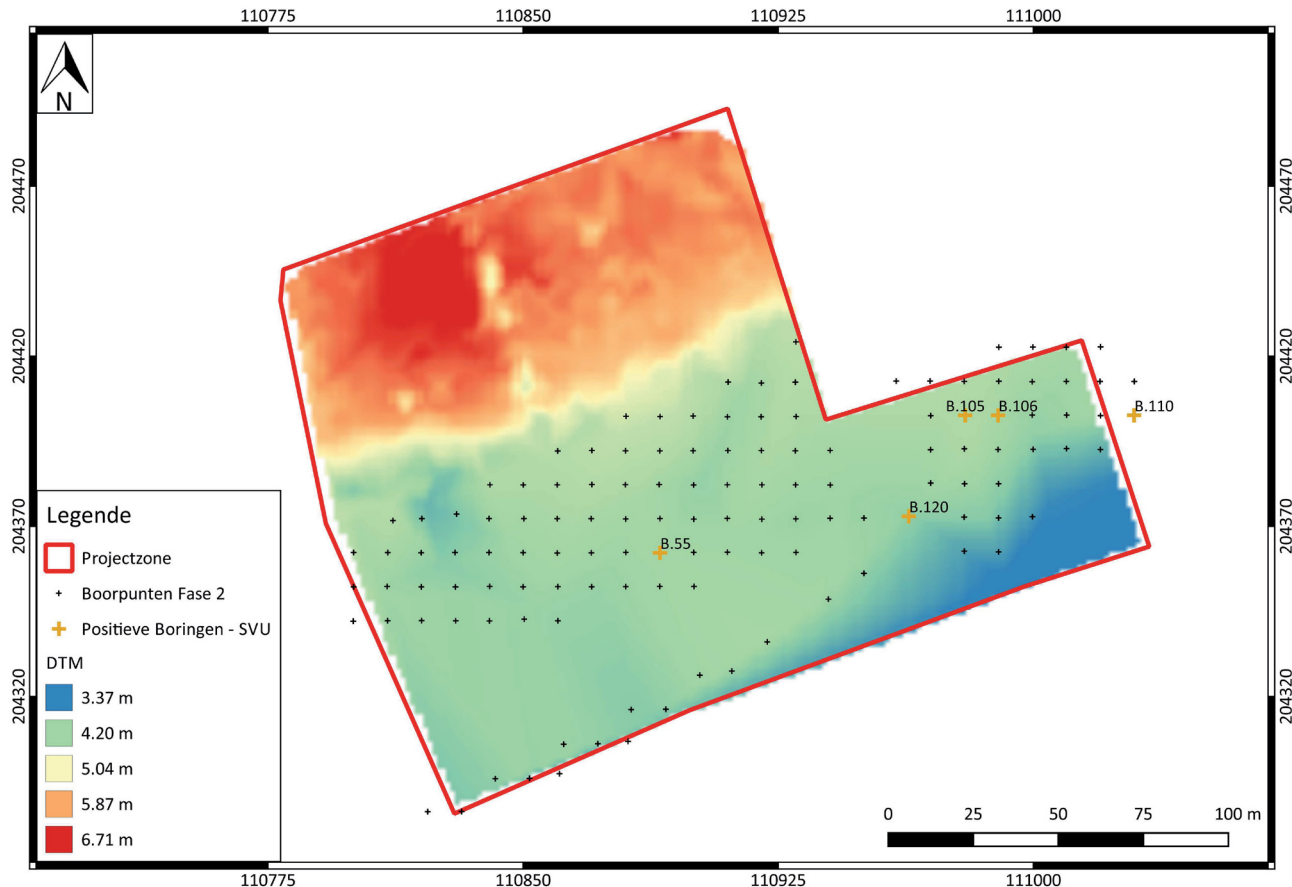 110775 110850 110925 111000
N
204470 204470
204420 204420
B.105 B.106 B.110
204370 204370
B.120
B.55
204320 204320
Legende
Projectzone
Boorpunten Fase 2
Positieve Boringen - SVU
DTM
3.37 m
4.20 m
5.04 m
5.87 m
6.71 m
0 25 50 75 100 m
110775 110850 110925 111000